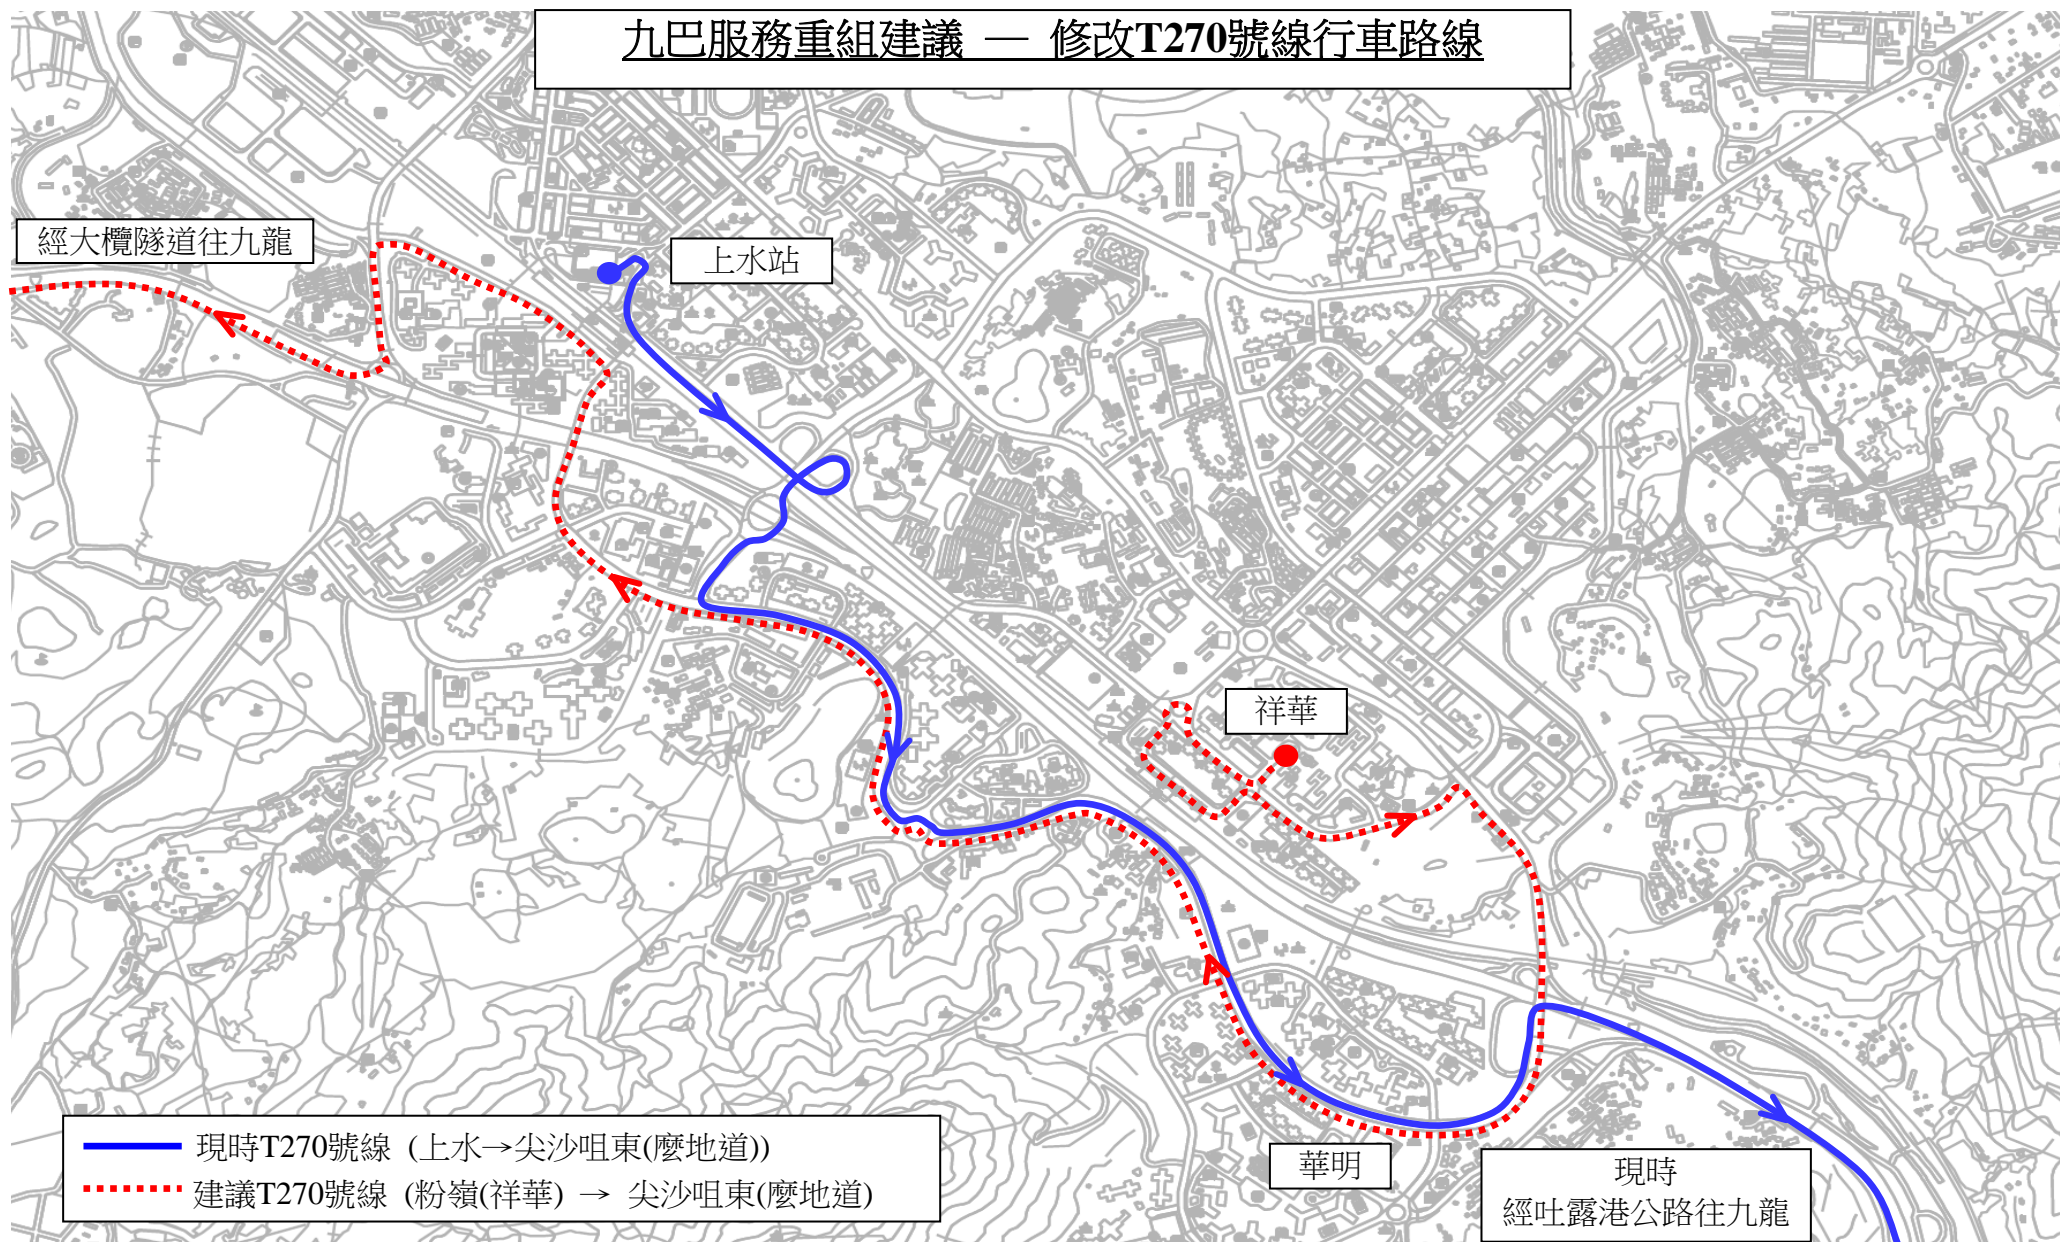 九巴服務重組建議 — 修改T270號線行車路線
經大欖隧道往九龍
上水站
祥華
華明
現時
經吐露港公路往九龍
現時T270號線 (上水→尖沙咀東(麼地道))
建議T270號線 (粉嶺(祥華) → 尖沙咀東(麼地道)